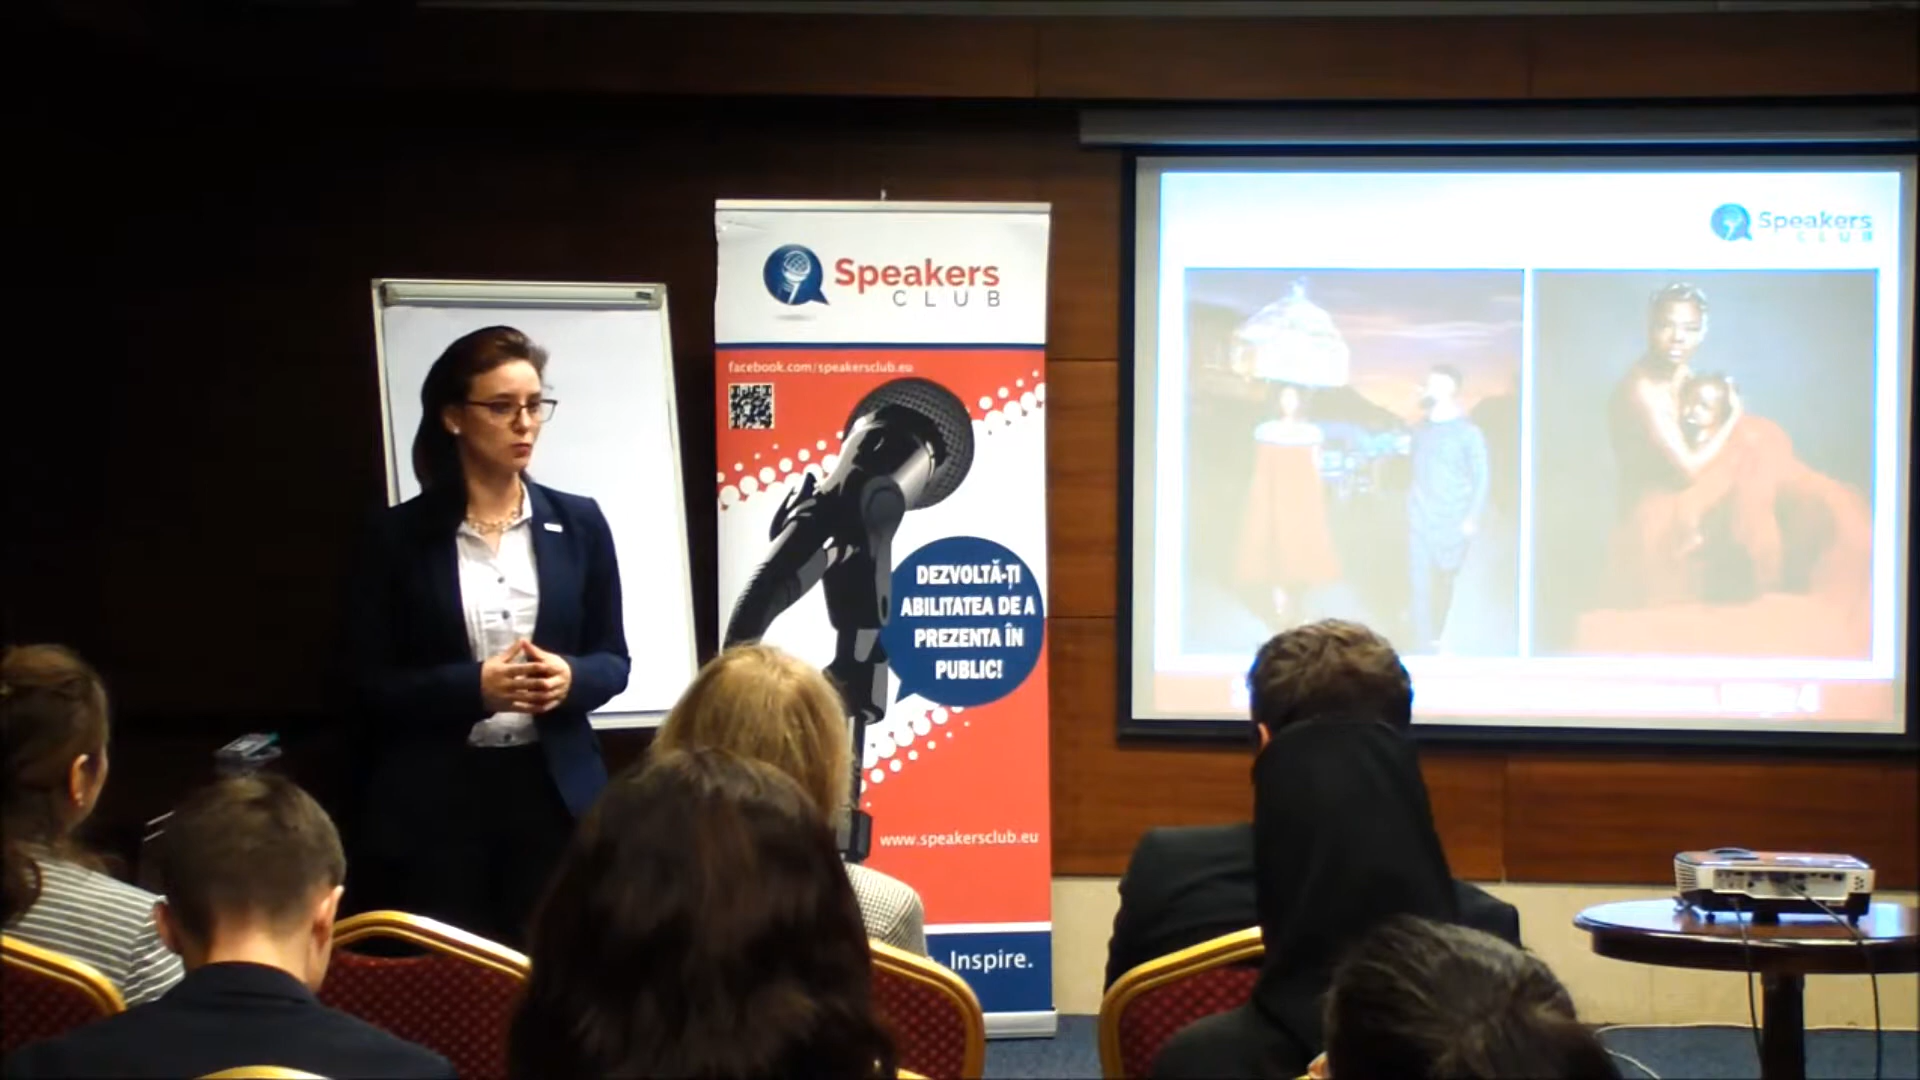 Speakers
CLUB
facebook.com/speakersclub.eu
DEZVOLTĂ-ȚI
ABILITATEA DE A
PREZENTA ÎN
PUBLIC!
www.speakersclub.eu
Inspire.
Speakers
CLUB